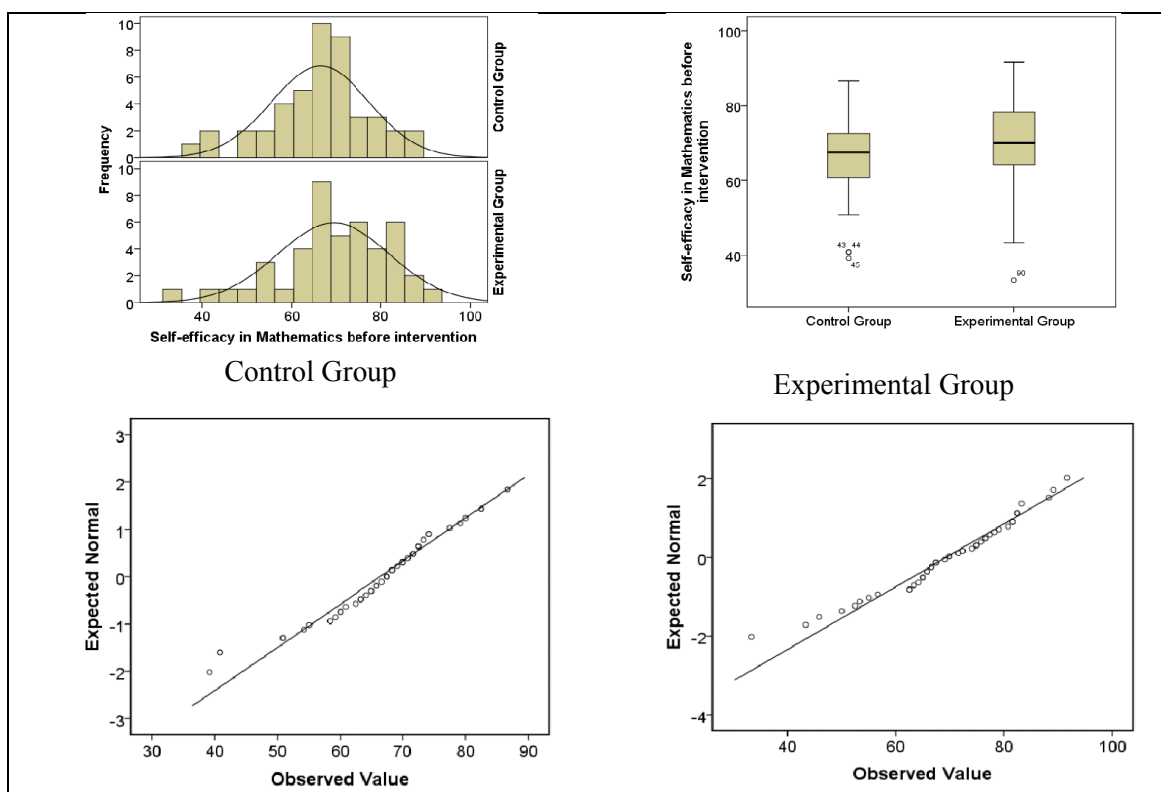 10
8
6
4
2
0
Control Group
10
8
6
4
2
0
Experimental Group
Frequency
40 60 80 100
Self-efficacy in Mathematics before intervention
Control Group
100
80
60
40
Self-efficacy in Mathematics before
intervention
43 44
45
90
Control Group Experimental Group
Experimental Group
3
2
1
0
-1
-2
-3
Expected Normal
30 40 50 60 70 80 90
Observed Value
2
0
-2
-4
Expected Normal
40 60 80 100
Observed Value